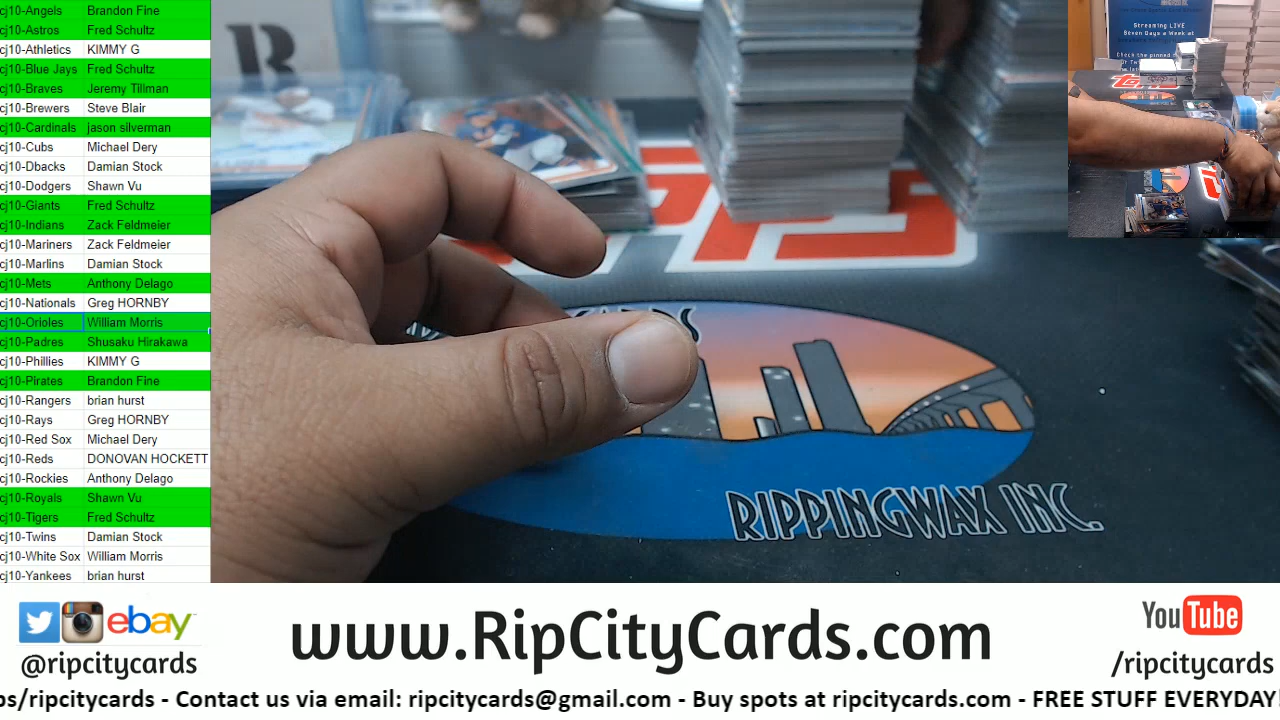 cj10-Angels Brandon Fine
cj10-Astros Fred Schultz
cj10-Athletics KIMMY G
cj10-Blue Jays Fred Schultz
cj10-Braves Jeremy Tillman
cj10-Brewers Steve Blair
cj10-Cardinals jason silverman
cj10-Cubs Michael Dery
cj10-Dbacks Damian Stock
cj10-Dodgers Shawn Vu
cj10-Giants Fred Schultz
cj10-Indians Zack Feldmeier
cj10-Mariners Zack Feldmeier
cj10-Marlins Damian Stock
cj10-Mets Anthony Delago
cj10-Nationals Greg HORNBY
cj10-Orioles William Morris
cj10-Padres Shusaku Hirakawa
cj10-Phillies KIMMY G
cj10-Pirates Brandon Fine
cj10-Rangers brian hurst
cj10-Rays Greg HORNBY
cj10-Red Sox Michael Dery
cj10-Reds DONOVAN HOCKETT
cj10-Rockies Anthony Delago
cj10-Royals Shawn Vu
cj10-Tigers Fred Schultz
cj10-Twins Damian Stock
cj10-White Sox William Morris
cj10-Yankees brian hurst
Streaming LIVE
Seven Days a Week at
RIPPINGWAX INC.
ebay
@ripcitycards
www.RipCityCards.com
YouTube
/ripcitycards
os/ripcitycards - Contact us via email: ripcitycards@gmail.com - Buy spots at ripcitycards.com - FREE STUFF EVERYDAY!